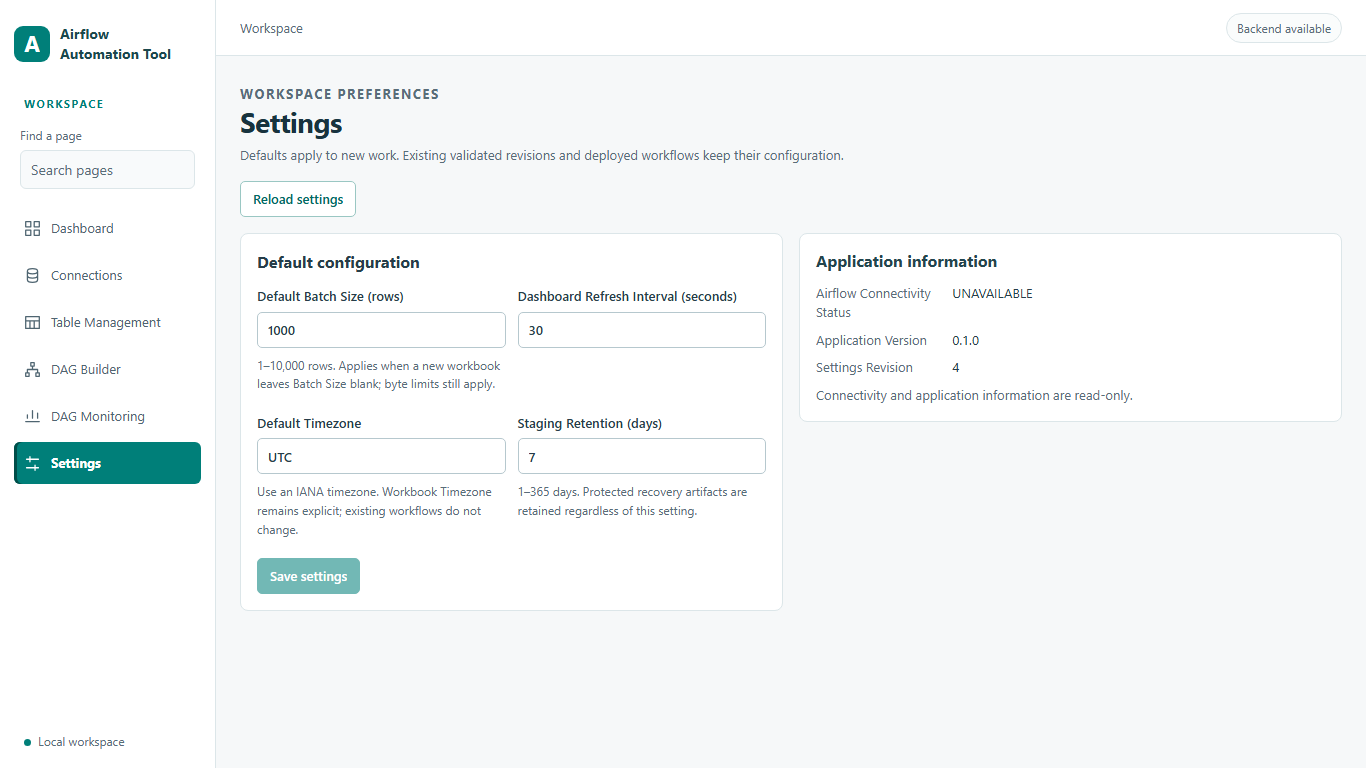 A
Airflow
Automation Tool
WORKSPACE
Find a page
Search pages
Dashboard
Connections
Table Management
DAG Builder
DAG Monitoring
Settings
Local workspace
Workspace
Backend available
WORKSPACE PREFERENCES
Settings
Defaults apply to new work. Existing validated revisions and deployed workflows keep their configuration.
Reload settings
Default configuration
Default Batch Size (rows)
1000
1–10,000 rows. Applies when a new workbook
leaves Batch Size blank; byte limits still apply.
Dashboard Refresh Interval (seconds)
30
Default Timezone
UTC
Use an IANA timezone. Workbook Timezone
remains explicit; existing workflows do not
change.
Staging Retention (days)
7
1–365 days. Protected recovery artifacts are
retained regardless of this setting.
Save settings
Application information
Airflow Connectivity
Status
UNAVAILABLE
Application Version
0.1.0
Settings Revision
4
Connectivity and application information are read-only.